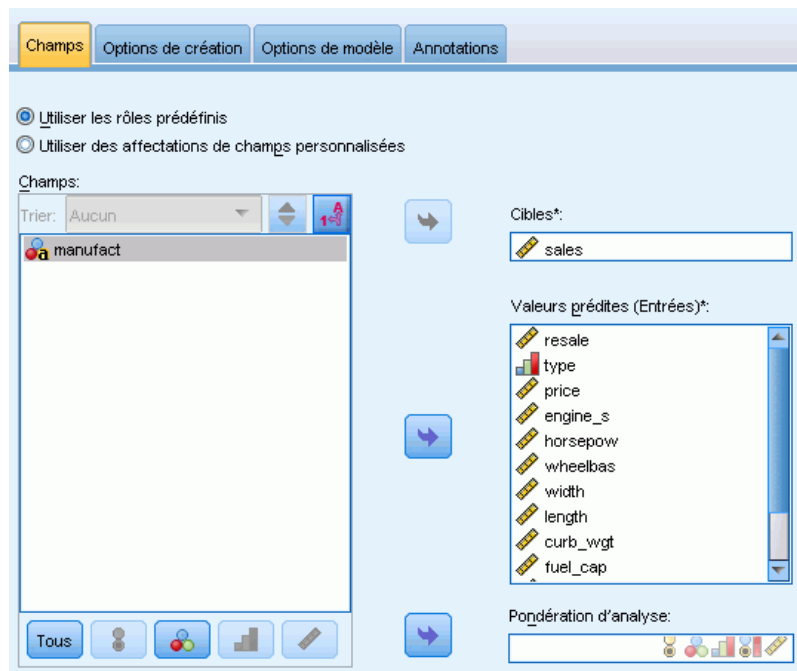 Champs Options de création Options de modèle Annotations
Utiliser les rôles prédéfinis
Utiliser des affectations de champs personnalisées
Champs:
Trier: Aucun
manufact
Tous
Cibles*:
sales
Valeurs prédites (Entrées)*:
resale
type
price
engine_s
horsepow
wheelbas
width
length
curb_wgt
fuel_cap
Pondération d'analyse: